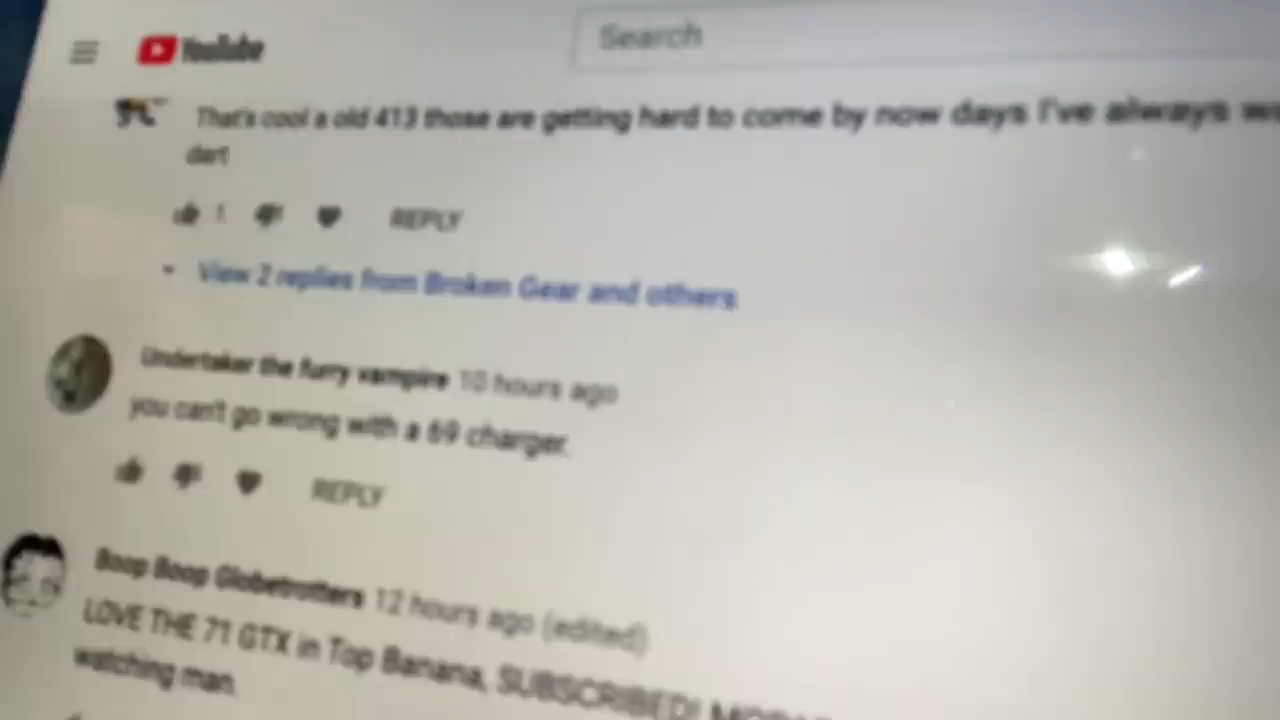 YouTube
Search
That's cool a old 413 those are getting hard to come by now days I've always
dart
1 REPLY
View 2 replies from Broken Gear and others
Undertaker the furry vampire 10 hours ago
you can't go wrong with a 69 charger.
REPLY
Boop Boop Globetrotters 12 hours ago (edited)
LOVE THE 71 GTX in Top Banana, SUBSCRIBED!
watching man.